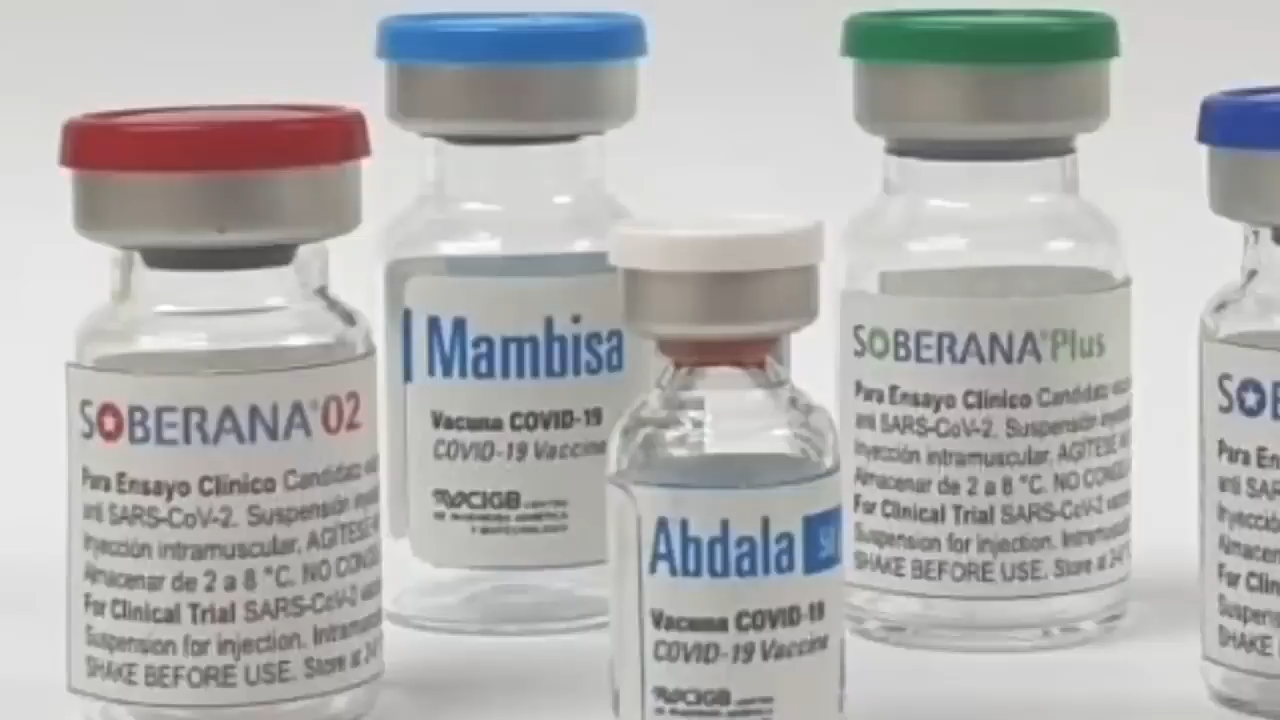 SOBERANA®02
Para Ensayo Clínico Candidato
anti SARS-CoV-2. Suspensión
inyección intramuscular, AGITESE
Almacenar de 2 a 8 °C. NO
For Clinical Trial SARS-CoV-2
Suspension for injection.
SHAKE BEFORE USE. Store at
Mambisa
Vacuna COVID-19
COVID-19 Vaccine
CIGB
Abdala
Vacuna COVID-19
COVID-19 Vaccine
CIGB
SOBERANA®Plus
Para Ensayo Clínico Candidato
anti SARS-CoV-2. Suspensión
inyección intramuscular, AGITESE
Almacenar de 2 a 8 °C. NO
For Clinical Trial SARS-CoV-2
Suspension for injection.
SHAKE BEFORE USE. Store at
Para
SHAKE